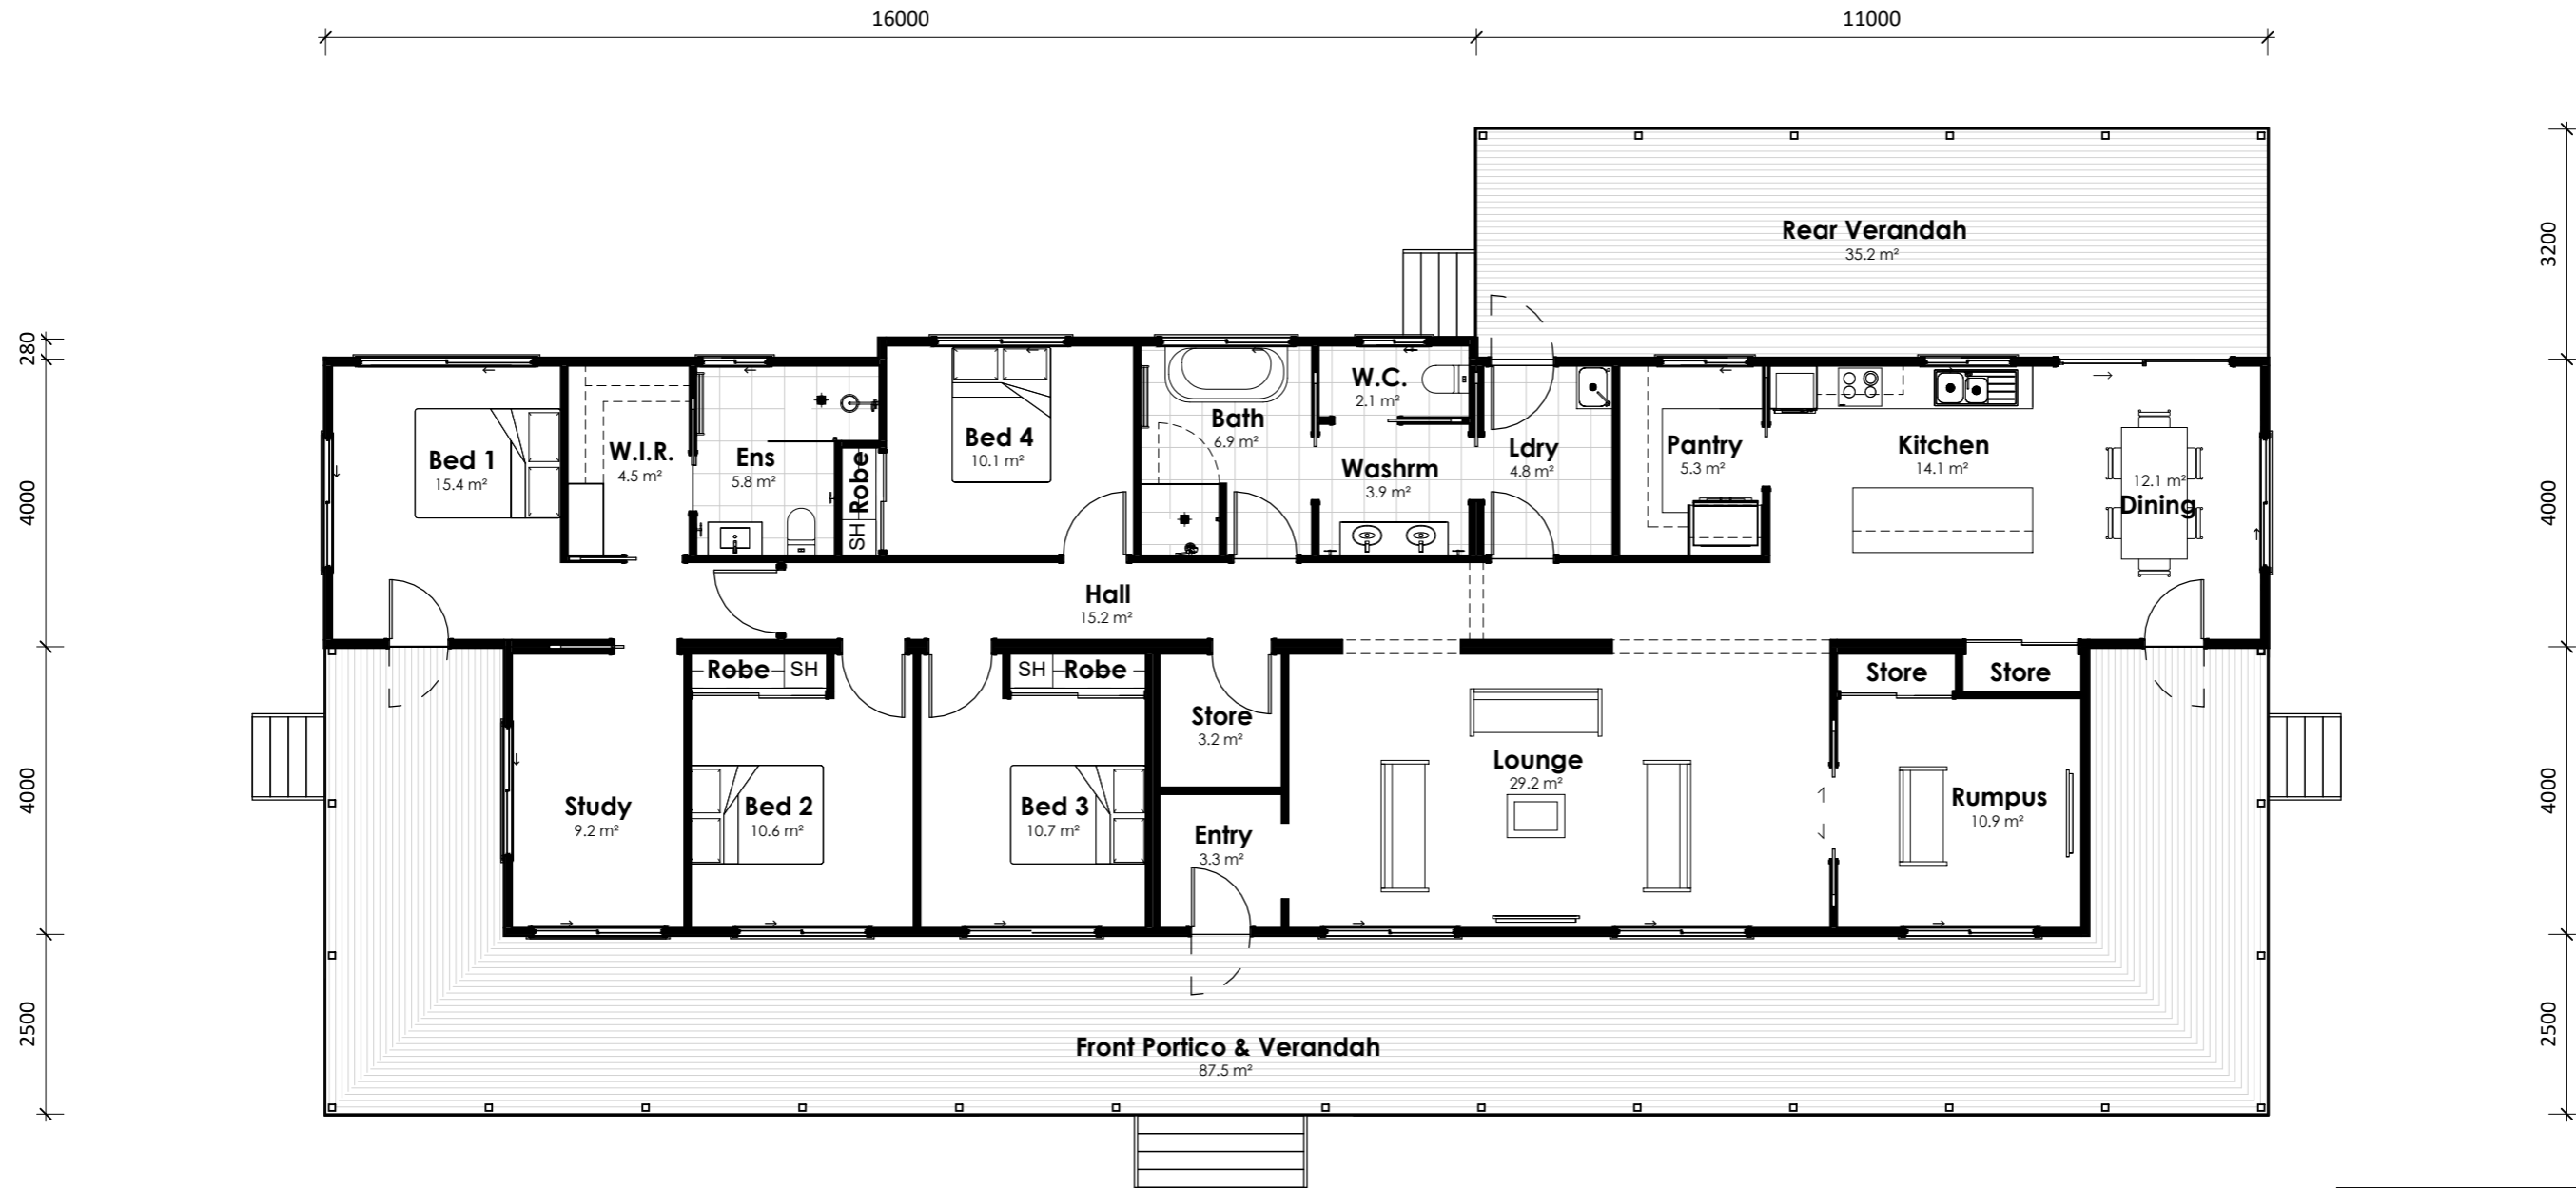 16000
11000
Rear Verandah
35.2 m²
3200
280
4000
4000
2500
4000
4000
2500
Bed 1
15.4 m²
W.I.R.
4.5 m²
Ens
5.8 m²
Robe
SH
Bed 4
10.1 m²
Bath
6.9 m²
W.C.
2.1 m²
Washrm
3.9 m²
Ldry
4.8 m²
Pantry
5.3 m²
Kitchen
14.1 m²
12.1 m²
Dining
Hall
15.2 m²
Robe SH
SH Robe
Store
3.2 m²
Store
Store
Study
9.2 m²
Bed 2
10.6 m²
Bed 3
10.7 m²
Entry
3.3 m²
Lounge
29.2 m²
Rumpus
10.9 m²
Front Portico & Verandah
87.5 m²